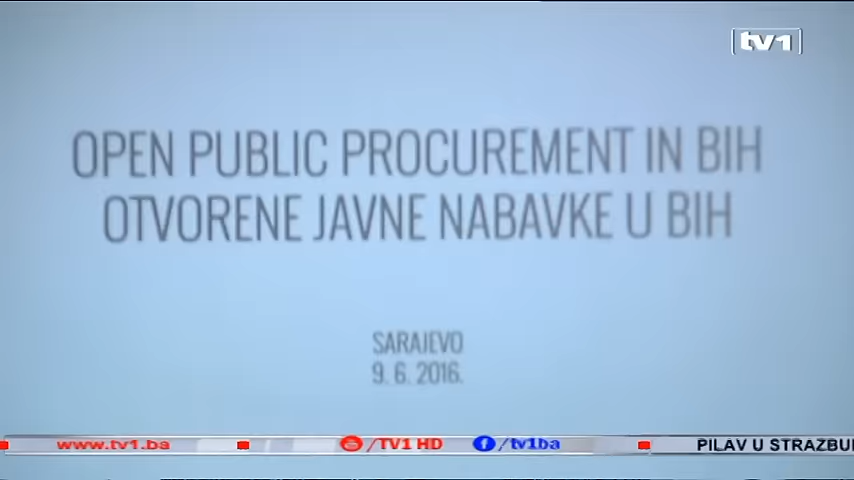 tv1
OPEN PUBLIC PROCUREMENT IN BIH
OTVORENE JAVNE NABAVKE U BIH
SARAJEVO
9. 6. 2016.
www.tv1.ba /TV1 HD /tv1ba PILAV U STRAZBU